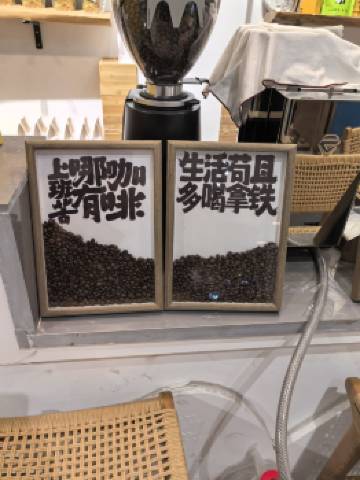 上哪咖
班有啡
苦
生活苟且
多喝拿铁